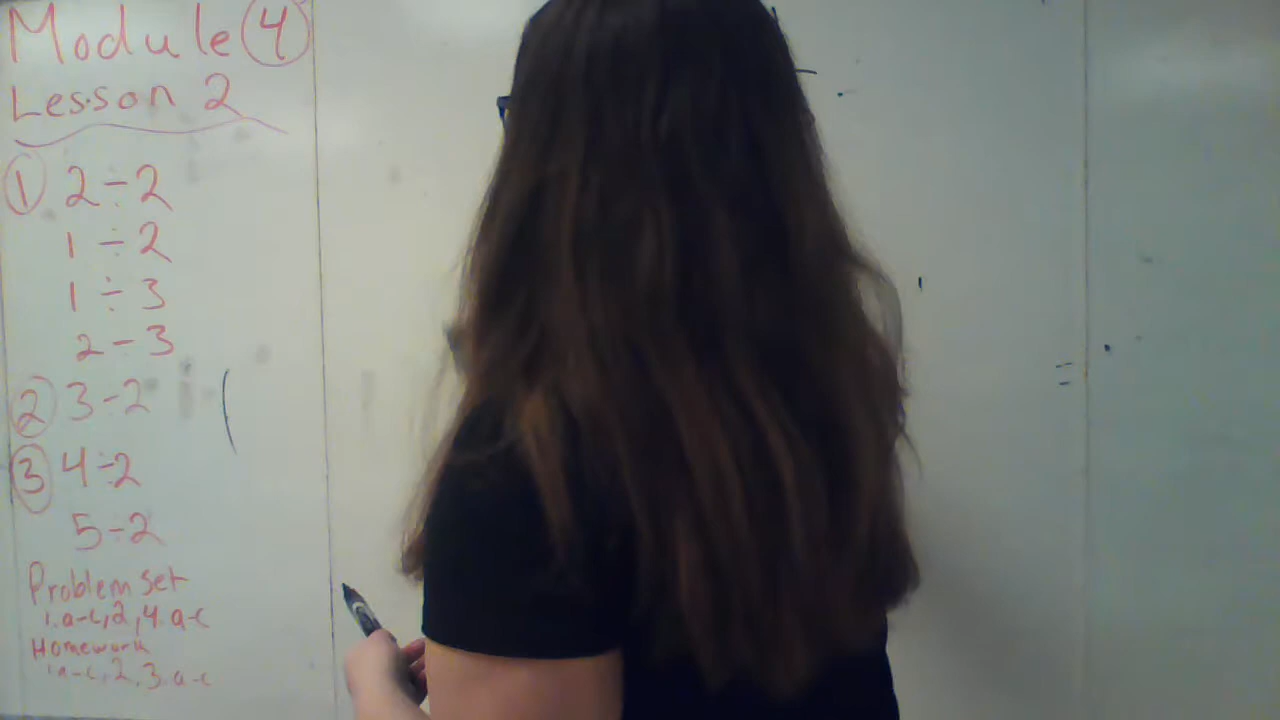 Module 4
Lesson 2
1 2÷2
1 ÷ 2
1 ÷ 3
2 ÷ 3
2 3÷2
3 4÷2
5÷2
Problem Set
1.a-c, 2, 4.a-c
Homework
1a-c, 2, 3.a-c